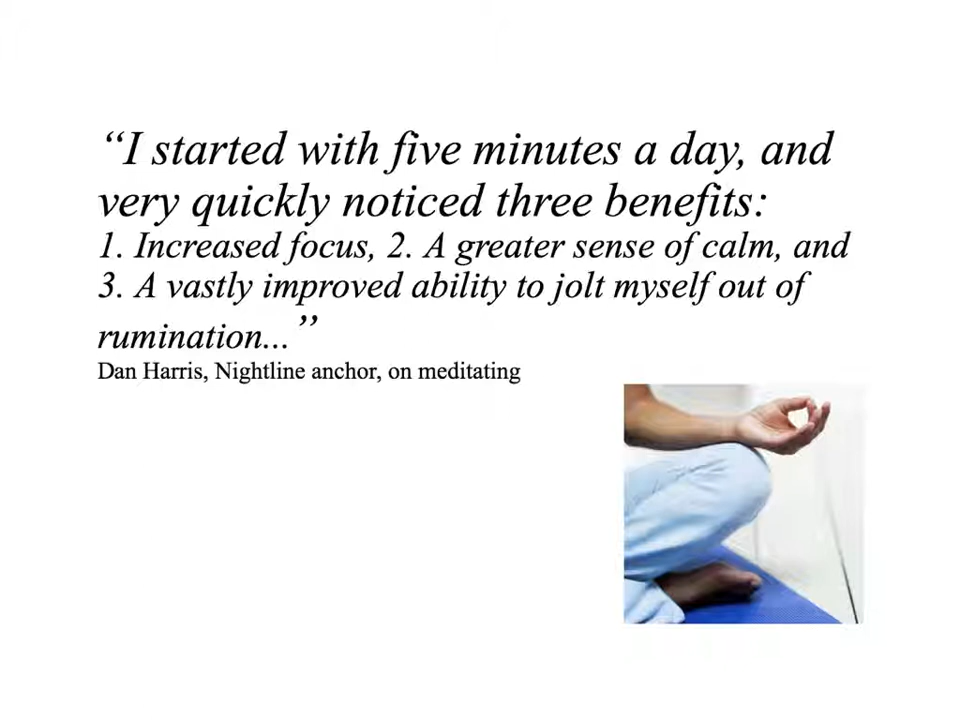 “I started with five minutes a day, and
very quickly noticed three benefits:
1. Increased focus, 2. A greater sense of calm, and
3. A vastly improved ability to jolt myself out of
rumination...”
Dan Harris, Nightline anchor, on meditating